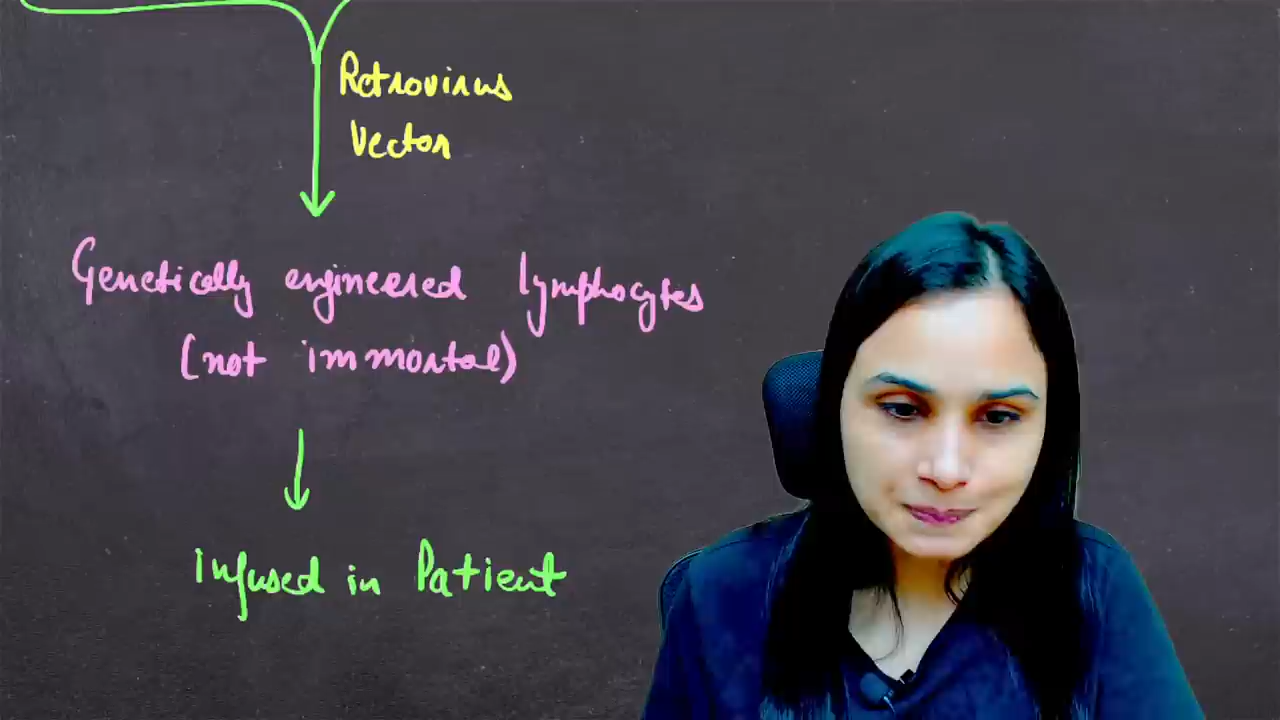 Retrovirus
Vector
Genetically engineered lymphocytes
(not immortal)
Infused in Patient